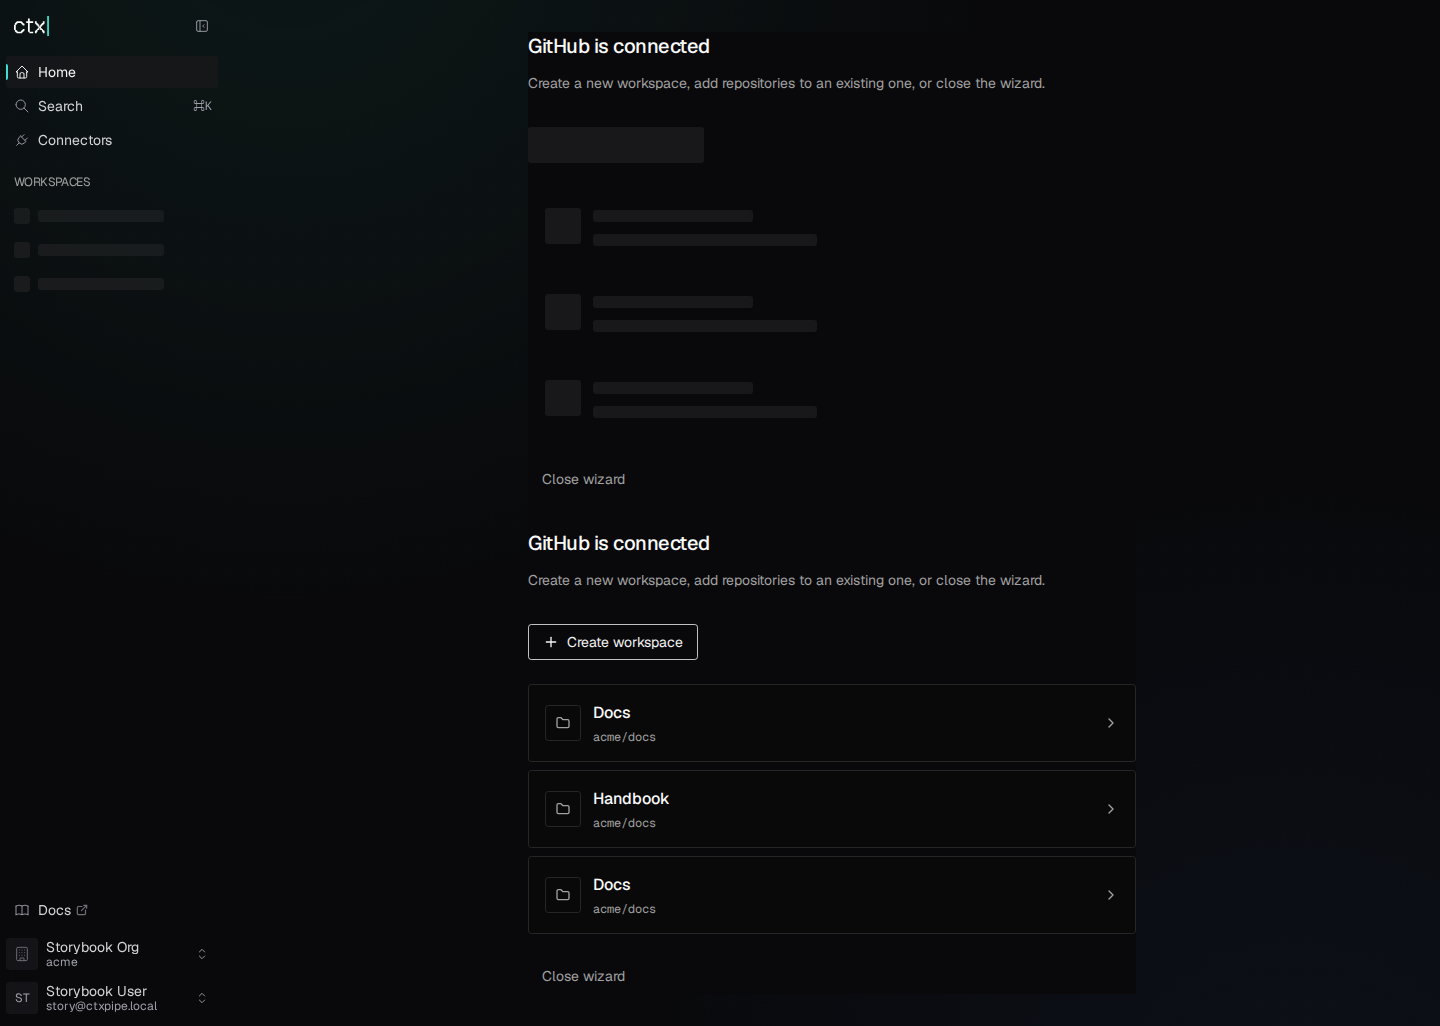 ctx
Home
Search ⌘K
Connectors
WORKSPACES
Docs
Storybook Org
acme
ST
Storybook User
story@ctxpipe.local
GitHub is connected
Create a new workspace, add repositories to an existing one, or close the wizard.
Close wizard
GitHub is connected
Create a new workspace, add repositories to an existing one, or close the wizard.
Create workspace
Docs
acme/docs
Handbook
acme/docs
Docs
acme/docs
Close wizard